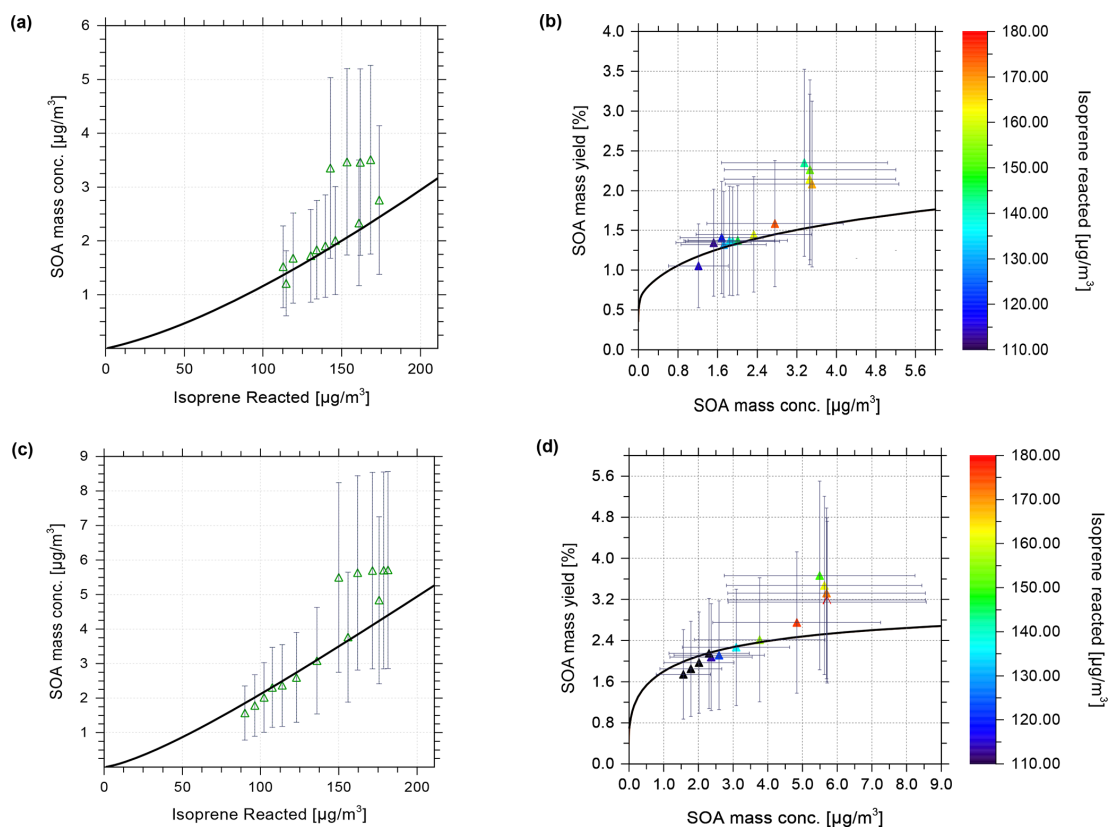 (a)
6
5
4
3
2
1
SOA mass conc. [µg/m³]
0 50 100 150 200
Isoprene Reacted [µg/m³]
(b)
4.0
3.5
3.0
2.5
2.0
1.5
1.0
0.5
0.0
SOA mass yield [%]
0.0 0.8 1.6 2.4 3.2 4.0 4.8 5.6
SOA mass conc. [µg/m³]
180.00
170.00
160.00
150.00
140.00
130.00
120.00
110.00
Isoprene reacted [µg/m³]
(c)
9
8
7
6
5
4
3
2
1
SOA mass conc. [µg/m³]
0 50 100 150 200
Isoprene Reacted [µg/m³]
(d)
5.6
4.8
4.0
3.2
2.4
1.6
0.8
0.0
SOA mass yield [%]
0.0 1.0 2.0 3.0 4.0 5.0 6.0 7.0 8.0 9.0
SOA mass conc. [µg/m³]
180.00
170.00
160.00
150.00
140.00
130.00
120.00
110.00
Isoprene reacted [µg/m³]